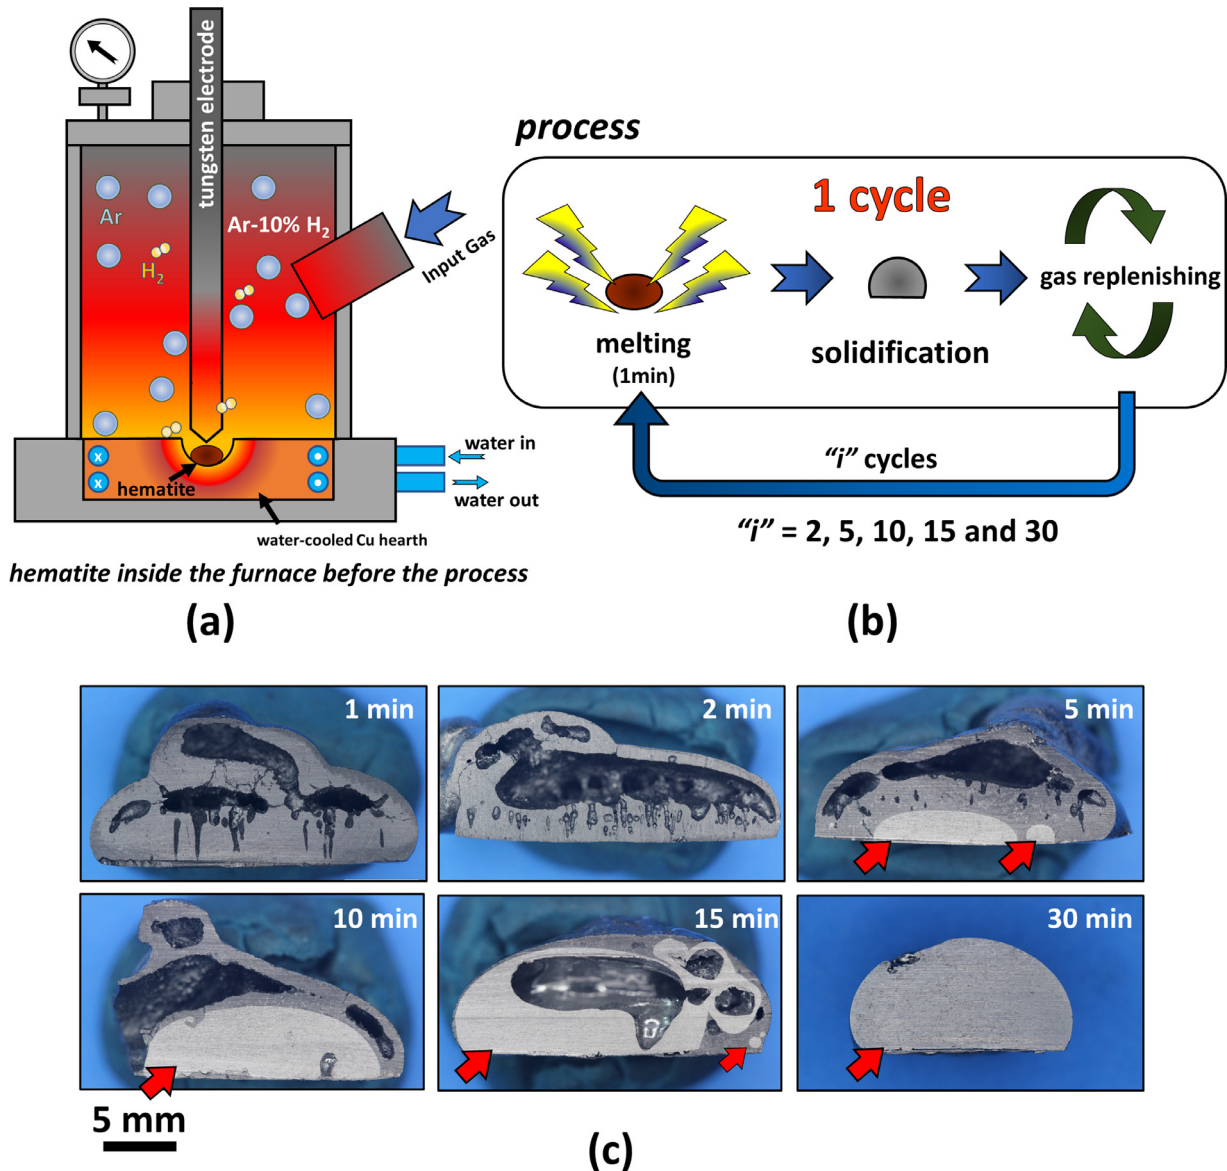 tungsten electrode
Ar
H2
Ar-10% H2
Input Gas
x
x
hematite
water in
water out
water-cooled Cu hearth
hematite inside the furnace before the process
(a)
process
1 cycle
melting
(1min)
solidification
gas replenishing
“i” cycles
“i” = 2, 5, 10, 15 and 30
(b)
1 min
2 min
5 min
10 min
15 min
30 min
5 mm
(c)